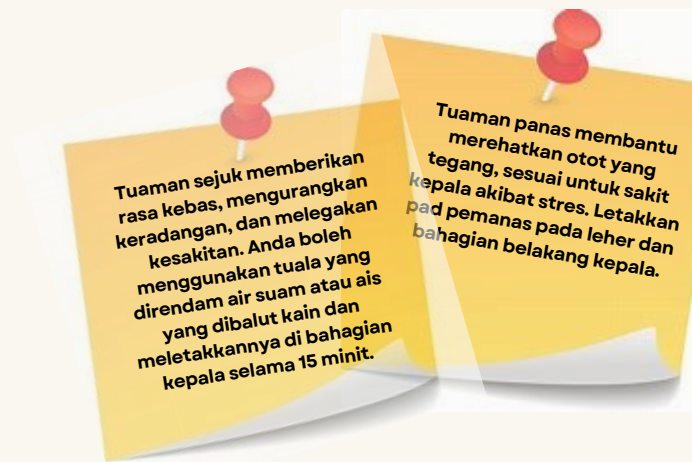 Tuaman sejuk memberikan
rasa kebas, mengurangkan
keradangan, dan melegakan
kesakitan. Anda boleh
menggunakan tuala yang
direndam air suam atau ais
yang dibalut kain dan
meletakkannya di bahagian
kepala selama 15 minit.
Tuaman panas membantu
merehatkan otot yang
tegang, sesuai untuk sakit
kepala akibat stres. Letakkan
pad pemanas pada leher dan
bahagian belakang kepala.